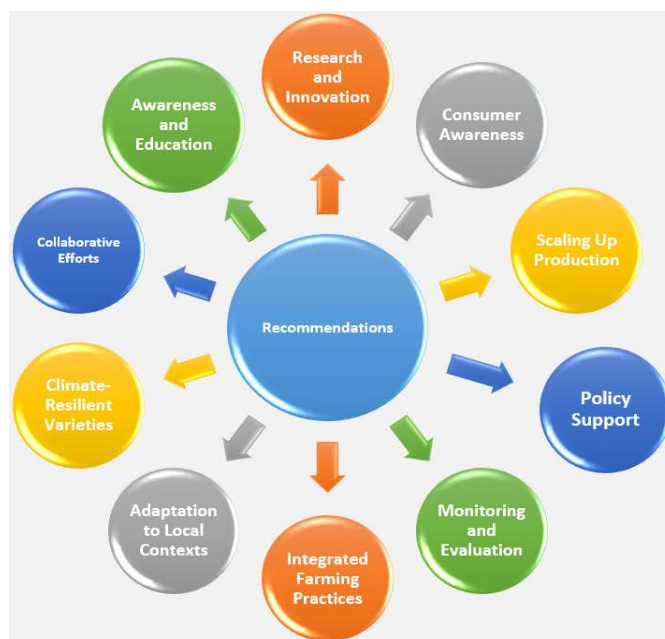 Research
and
Innovation
Consumer
Awareness
Scaling Up
Production
Policy
Support
Monitoring
and
Evaluation
Integrated
Farming
Practices
Adaptation
to Local
Contexts
Climate-
Resilient
Varieties
Collaborative
Efforts
Awareness
and
Education
Recommendations